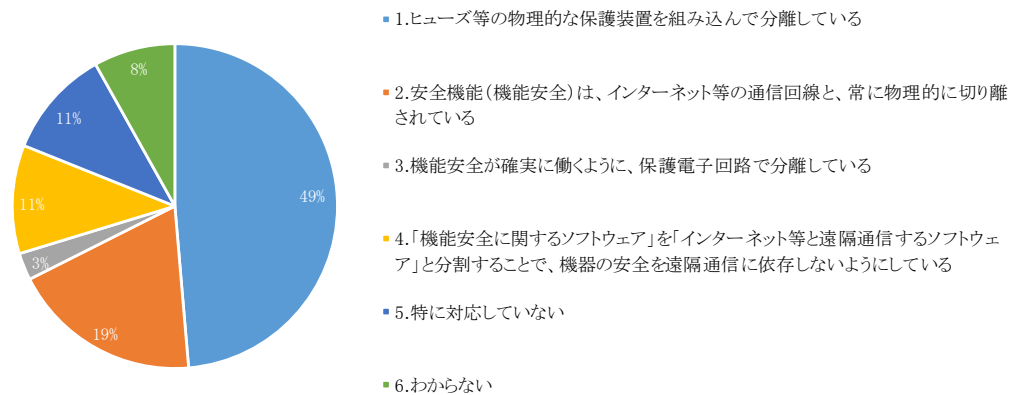 1.ヒューズ等の物理的な保護装置を組み込んで分離している
2.安全機能(機能安全)は、インターネット等の通信回線と、常に物理的に切り離
されている
3.機能安全が確実に働くように、保護電子回路で分離している
4.「機能安全に関するソフトウェア」を「インターネット等と遠隔通信するソフトウェ
ア」と分割することで、機器の安全を遠隔通信に依存しないようにしている
5.特に対応していない
6.わからない
49%
19%
3%
11%
11%
8%